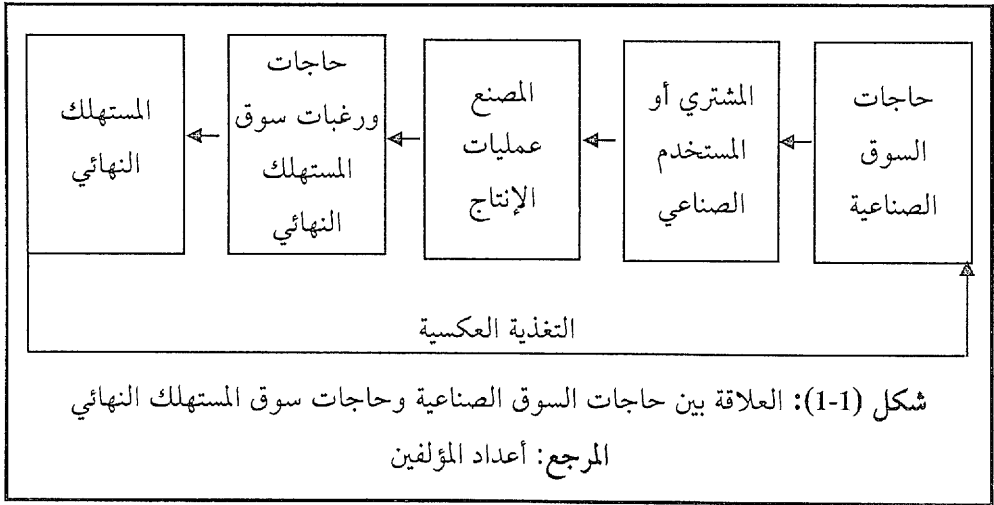 حاجات
السوق
الصناعية
المشتري أو
المستخدم
الصناعي
المصنع
عمليات
الإنتاج
حاجات
ورغبات سوق
المستهلك
النهائي
المستهلك
النهائي
التغذية العكسية
شكل (1-1): العلاقة بين حاجات السوق الصناعية وحاجات سوق المستهلك النهائي
المرجع: أعداد المؤلفين